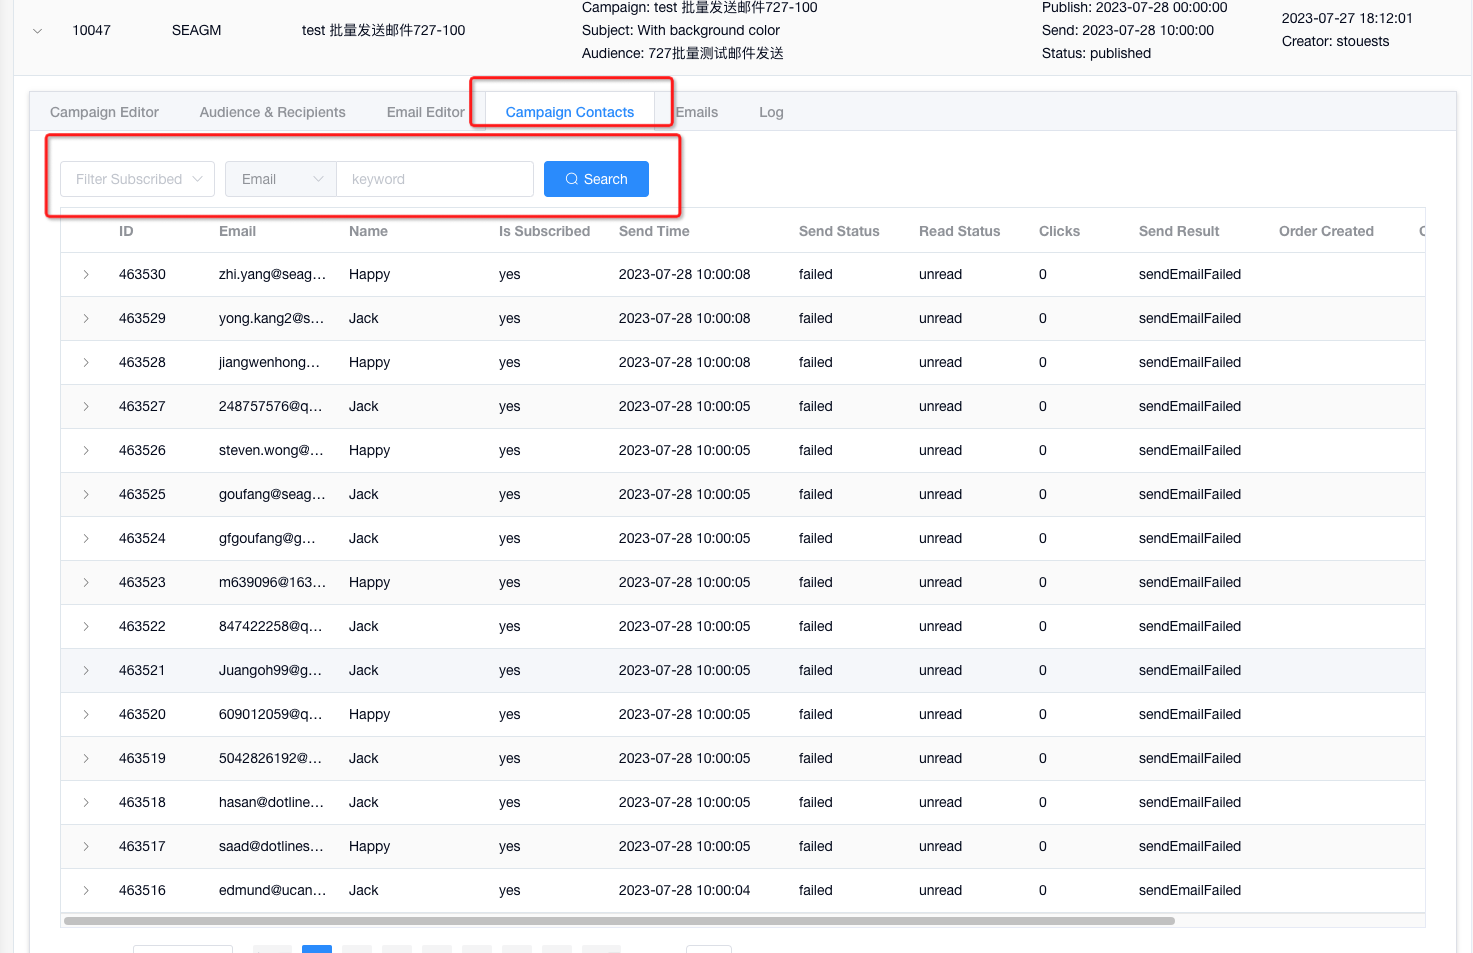 10047 SEAGM test 批量发送邮件727-100
Campaign: test 批量发送邮件727-100
Subject: With background color
Audience: 727批量测试邮件发送
Publish: 2023-07-28 00:00:00
Send: 2023-07-28 10:00:00
Status: published
2023-07-27 18:12:01
Creator: stouests
Campaign Editor Audience & Recipients Email Editor Campaign Contacts Emails Log
Filter Subscribed Email keyword Search
ID Email Name Is Subscribed Send Time Send Status Read Status Clicks Send Result Order Created
463530 zhi.yang@seag... Happy yes 2023-07-28 10:00:08 failed unread 0 sendEmailFailed
463529 yong.kang2@s... Jack yes 2023-07-28 10:00:08 failed unread 0 sendEmailFailed
463528 jiangwenhong... Happy yes 2023-07-28 10:00:08 failed unread 0 sendEmailFailed
463527 248757576@q... Jack yes 2023-07-28 10:00:05 failed unread 0 sendEmailFailed
463526 steven.wong@... Happy yes 2023-07-28 10:00:05 failed unread 0 sendEmailFailed
463525 goufang@seag... Jack yes 2023-07-28 10:00:05 failed unread 0 sendEmailFailed
463524 gfgoufang@g... Jack yes 2023-07-28 10:00:05 failed unread 0 sendEmailFailed
463523 m639096@163... Happy yes 2023-07-28 10:00:05 failed unread 0 sendEmailFailed
463522 847422258@q... Jack yes 2023-07-28 10:00:05 failed unread 0 sendEmailFailed
463521 Juangoh99@g... Jack yes 2023-07-28 10:00:05 failed unread 0 sendEmailFailed
463520 609012059@q... Happy yes 2023-07-28 10:00:05 failed unread 0 sendEmailFailed
463519 5042826192@... Jack yes 2023-07-28 10:00:05 failed unread 0 sendEmailFailed
463518 hasan@dotline... Jack yes 2023-07-28 10:00:05 failed unread 0 sendEmailFailed
463517 saad@dotlines... Happy yes 2023-07-28 10:00:05 failed unread 0 sendEmailFailed
463516 edmund@ucan... Jack yes 2023-07-28 10:00:04 failed unread 0 sendEmailFailed